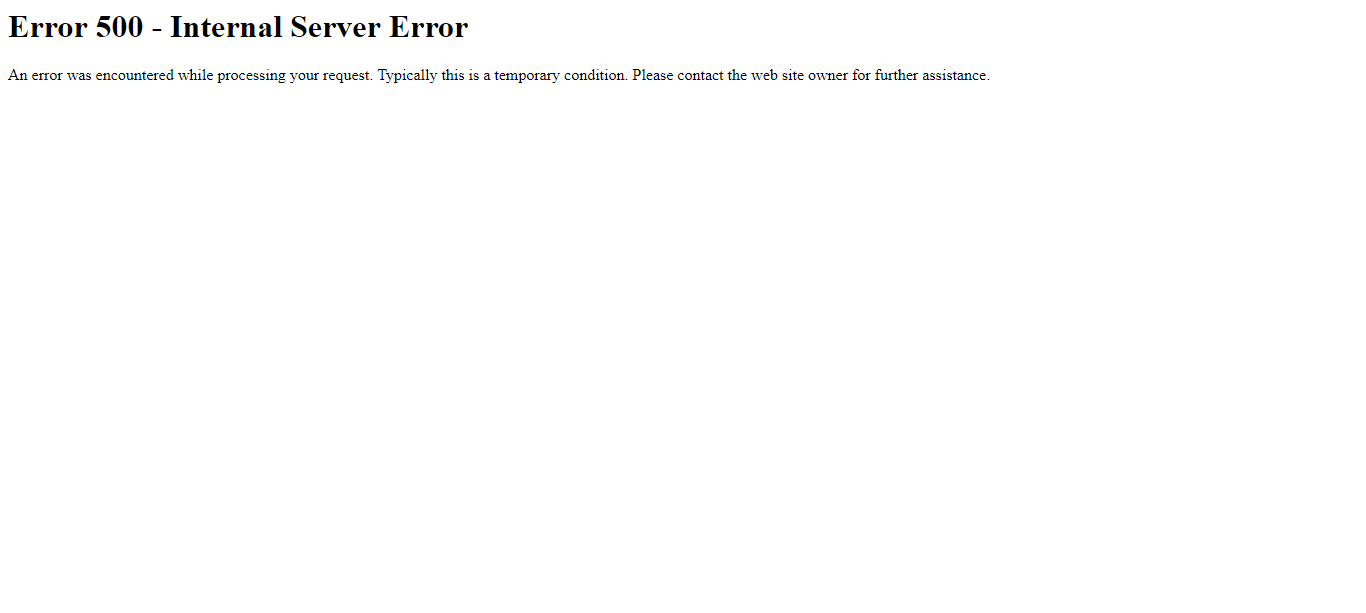 Error 500 - Internal Server Error
An error was encountered while processing your request. Typically this is a temporary condition. Please contact the web site owner for further assistance.